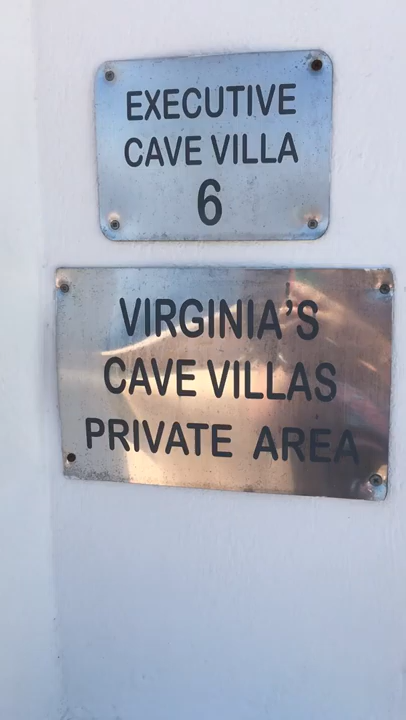 EXECUTIVE
CAVE VILLA
6
VIRGINIA'S
CAVE VILLAS
PRIVATE AREA